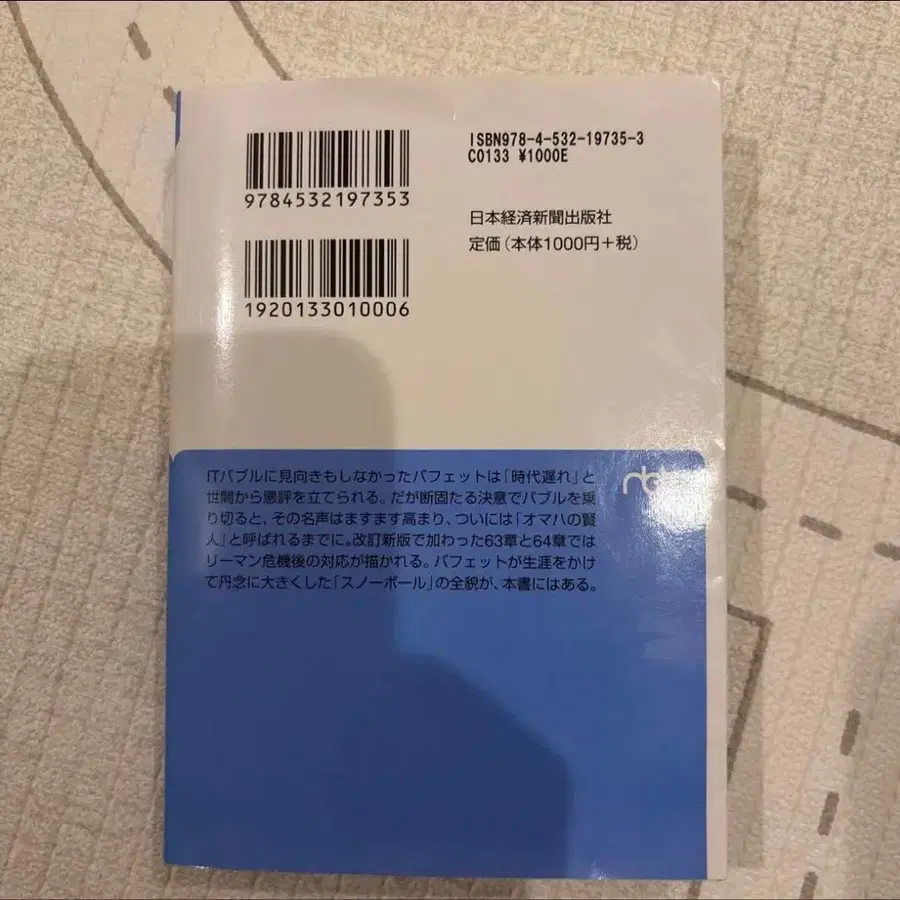 9784532197353
1920133010006
ISBN978-4-532-19735-3
C0133 ¥1000E
日本経済新聞出版社
定価(本体1000円+税)
ITバブルに見向きもしなかったバフェットは「時代遅れ」と
世間から悪評を立てられる。だが断固たる決意でバブルを乗
り切ると、その名声はますます高まり、ついには「オマハの賢
人」と呼ばれるまでに。改訂新版で加わった63章と64章では
リーマン危機後の対応が描かれる。バフェットが生涯をかけ
て丹念に大きくした「スノーボール」の全貌が、本書にはある。